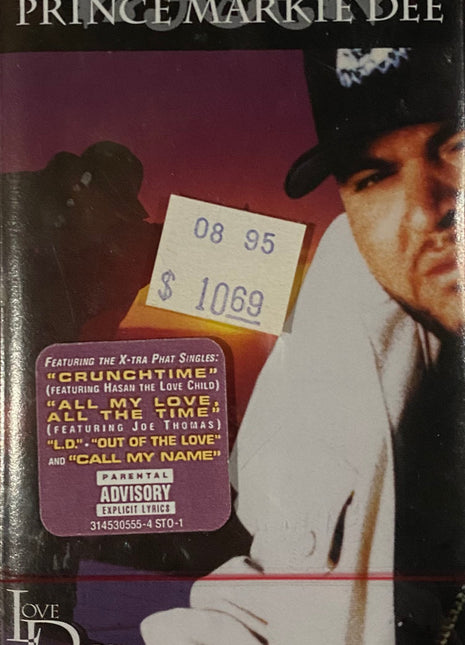 PRINCE MARKIE DEE
08 95
$ 1069
FEATURING THE X-TRA PHAT SINGLES:
"CRUNCHTIME"
(FEATURING HASAN THE LOVE CHILD)
"ALL MY LOVE,
ALL THE TIME"
(FEATURING JOE THOMAS)
"L.D." • "OUT OF THE LOVE"
AND "CALL MY NAME"
PARENTAL
ADVISORY
EXPLICIT LYRICS
314530555-4 STO-1
LOVE